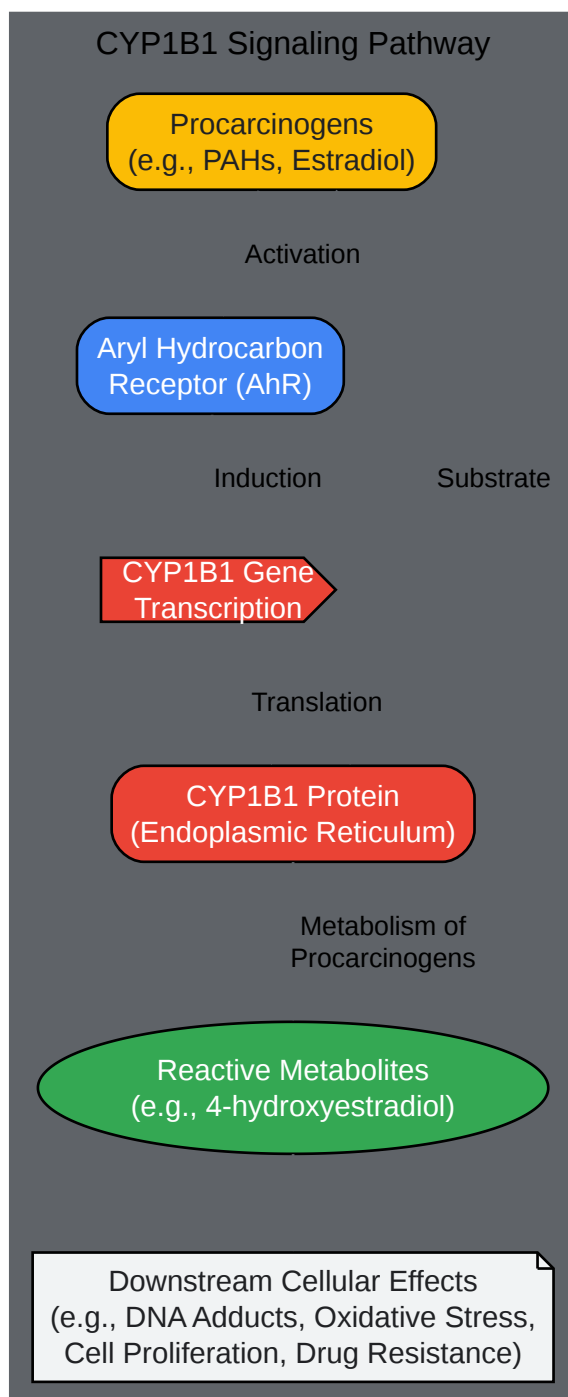 CYP1B1 Signaling Pathway
Procarcinogens
(e.g., PAHs, Estradiol)
Activation
Aryl Hydrocarbon
Receptor (AhR)
Induction
Substrate
CYP1B1 Gene
Transcription
Translation
CYP1B1 Protein
(Endoplasmic Reticulum)
Metabolism of
Procarcinogens
Reactive Metabolites
(e.g., 4-hydroxyestradiol)
Downstream Cellular Effects
(e.g., DNA Adducts, Oxidative Stress,
Cell Proliferation, Drug Resistance)